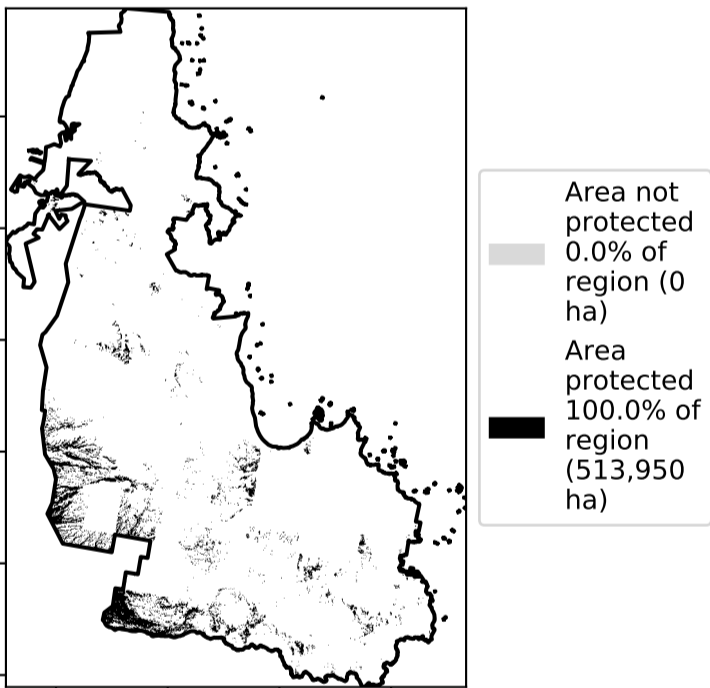 Area not
protected
0.0% of
region (0
ha)
Area
protected
100.0% of
region
(513,950
ha)